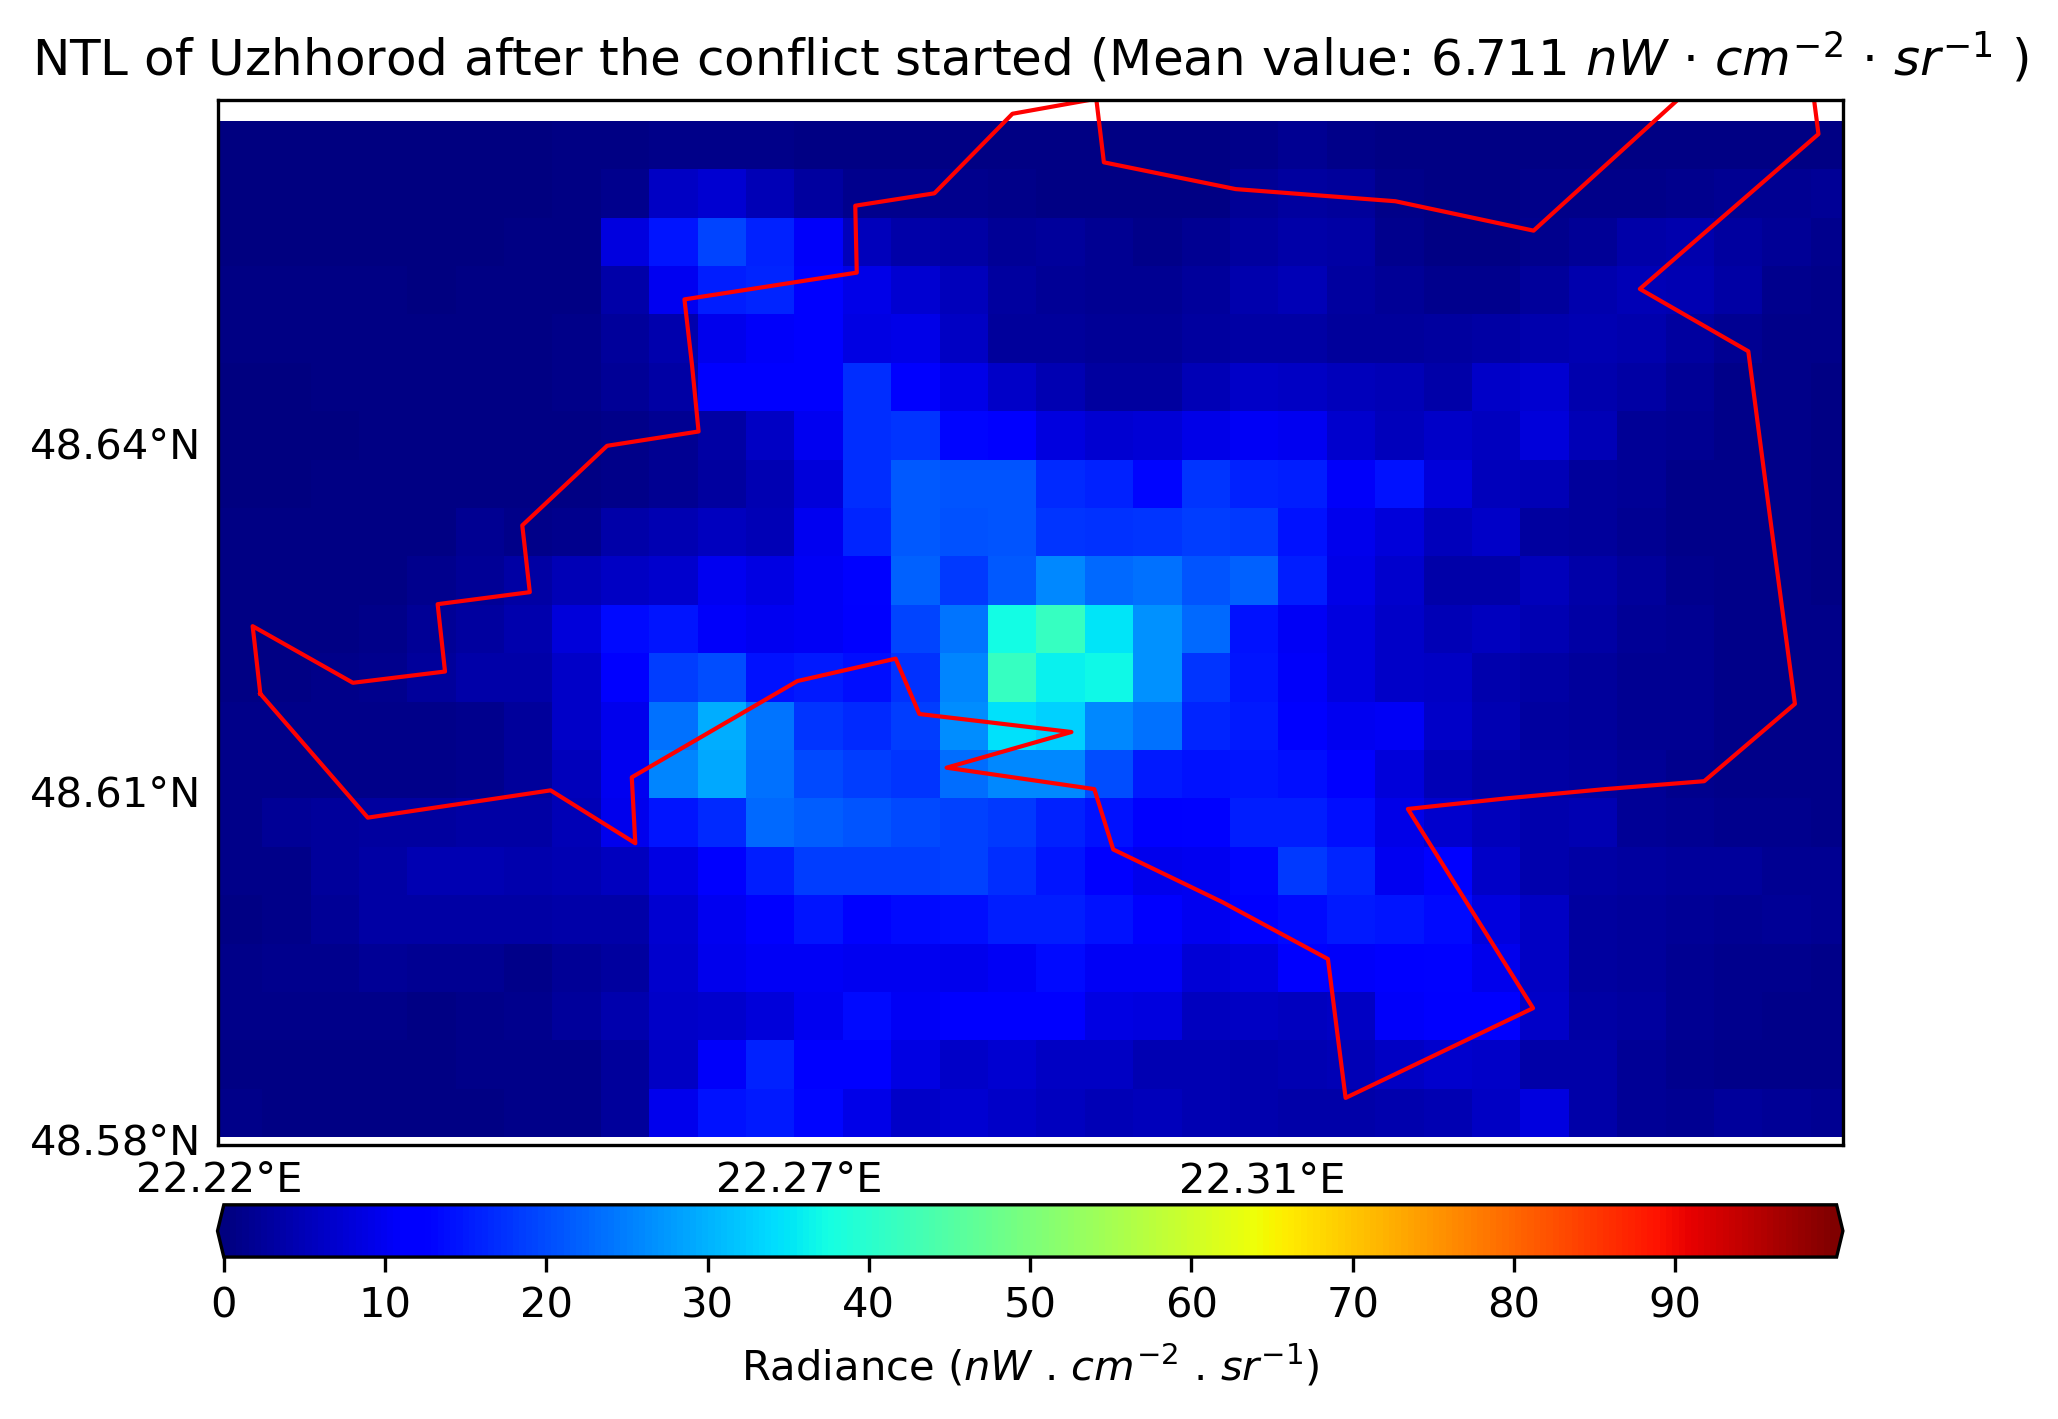 NTL of Uzhhorod after the conflict started (Mean value: 6.711 nW · cm⁻² · sr⁻¹ )
48.64°N
48.61°N
48.58°N
22.22°E 22.27°E 22.31°E
0 10 20 30 40 50 60 70 80 90
Radiance (nW . cm⁻² . sr⁻¹)